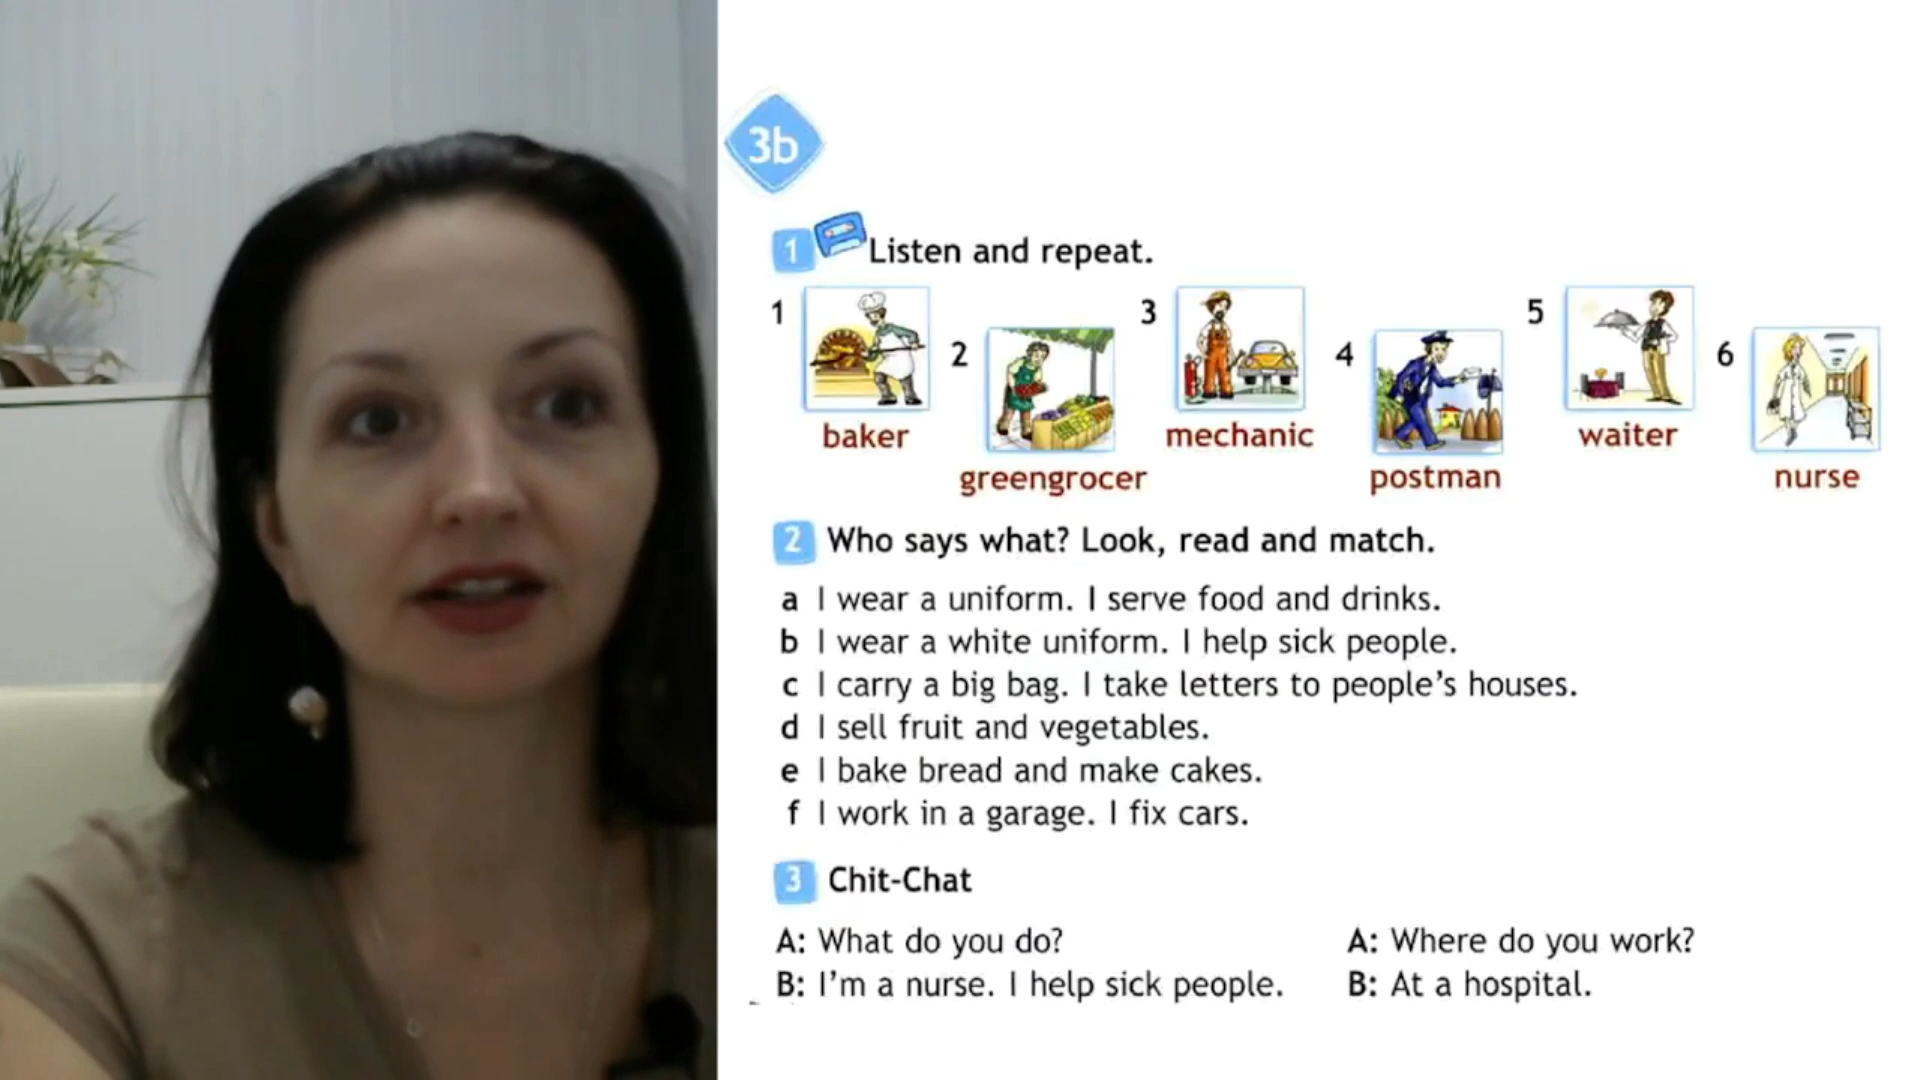 3b
1 Listen and repeat.
1 baker
2 greengrocer
3 mechanic
4 postman
5 waiter
6 nurse
2 Who says what? Look, read and match.
a I wear a uniform. I serve food and drinks.
b I wear a white uniform. I help sick people.
c I carry a big bag. I take letters to people's houses.
d I sell fruit and vegetables.
e I bake bread and make cakes.
f I work in a garage. I fix cars.
3 Chit-Chat
A: What do you do?
B: I'm a nurse. I help sick people.
A: Where do you work?
B: At a hospital.